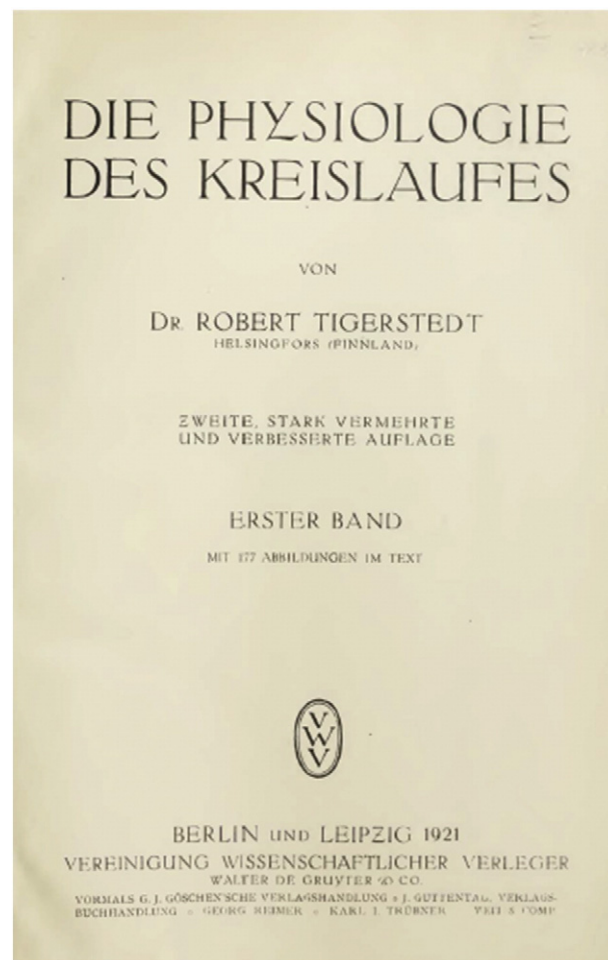 DIE PHYSIOLOGIE
DES KREISLAUFES
VON
DR. ROBERT TIGERSTEDT
HELSINGFORS (FINNLAND)
ZWEITE, STARK VERMEHRTE
UND VERBESSERTE AUFLAGE
ERSTER BAND
MIT 177 ABBILDUNGEN IM TEXT
V
W
V
BERLIN UND LEIPZIG 1921
VEREINIGUNG WISSENSCHAFTLICHER VERLEGER
WALTER DE GRUYTER & CO.
VORMALS G. J. GÖSCHEN'SCHE VERLAGSHANDLUNG • J. GUTTENTAG, VERLAGS-
BUCHHANDLUNG • GEORG REIMER • KARL J. TRÜBNER VEIT & COMP.